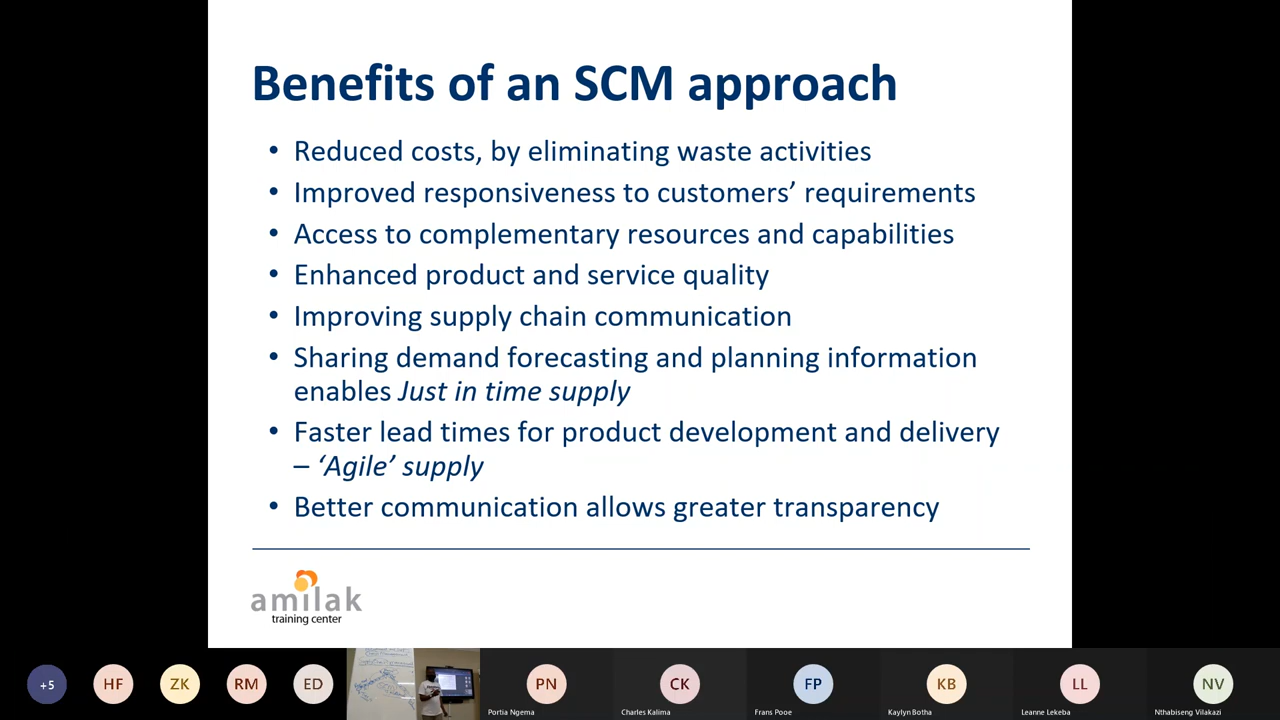 Benefits of an SCM approach
• Reduced costs, by eliminating waste activities
• Improved responsiveness to customers’ requirements
• Access to complementary resources and capabilities
• Enhanced product and service quality
• Improving supply chain communication
• Sharing demand forecasting and planning information
enables Just in time supply
• Faster lead times for product development and delivery
– ‘Agile’ supply
• Better communication allows greater transparency
amilak
training center
+5
HF
ZK
RM
ED
PN
CK
FP
KB
LL
NV
Portia Ngema
Charles Kalima
Frans Pooe
Kaylyn Botha
Leanne Lekeba
Nthabiseng Vilakazi